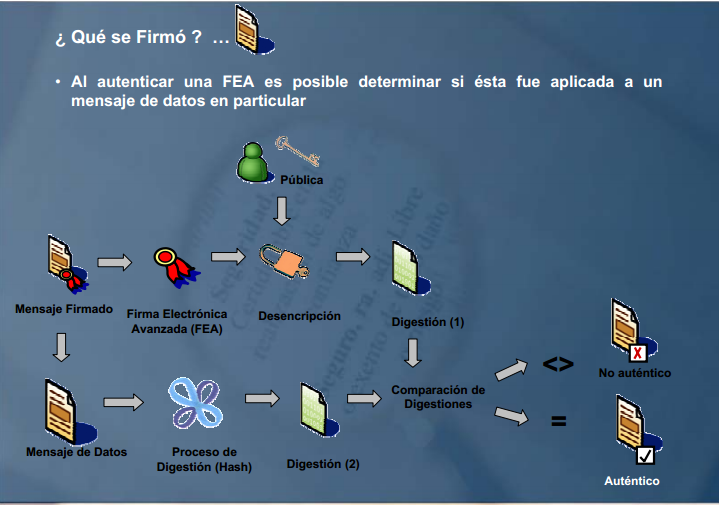 ¿ Qué se Firmó ? ...
• Al autenticar una FEA es posible determinar si ésta fue aplicada a un
mensaje de datos en particular
Pública
Mensaje Firmado
Firma Electrónica
Avanzada (FEA)
Desencripción
Digestión (1)
Comparación de
Digestiones
<>
No auténtico
=
Auténtico
Mensaje de Datos
Proceso de
Digestión (Hash)
Digestión (2)